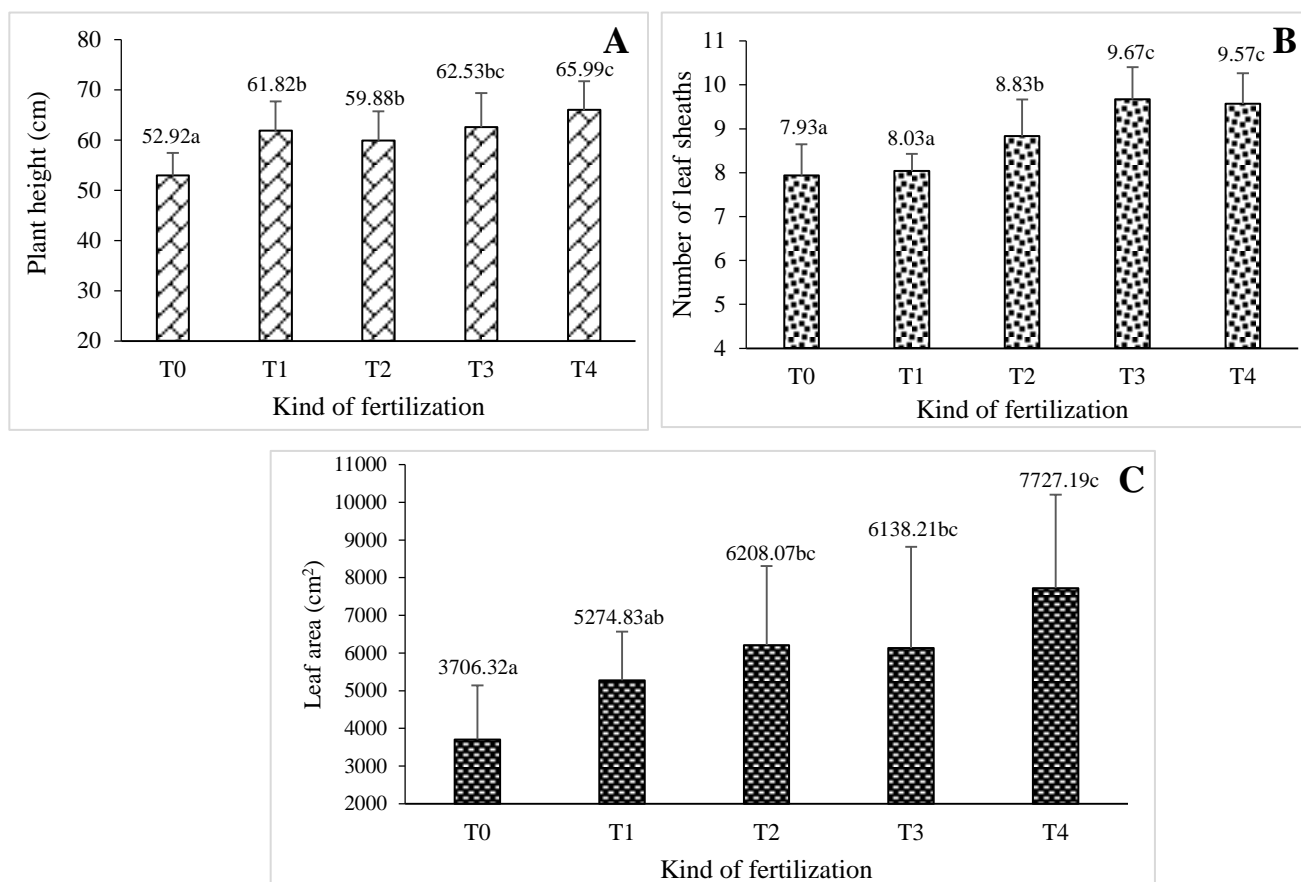 A
Plant height (cm)
80
70
60
50
40
30
20
52.92a
61.82b
59.88b
62.53bc
65.99c
T0 T1 T2 T3 T4
Kind of fertilization
B
Number of leaf sheaths
11
10
9
8
7
6
5
4
7.93a
8.03a
8.83b
9.67c
9.57c
T0 T1 T2 T3 T4
Kind of fertilization
C
Leaf area (cm²)
11000
10000
9000
8000
7000
6000
5000
4000
3000
2000
3706.32a
5274.83ab
6208.07bc
6138.21bc
7727.19c
T0 T1 T2 T3 T4
Kind of fertilization